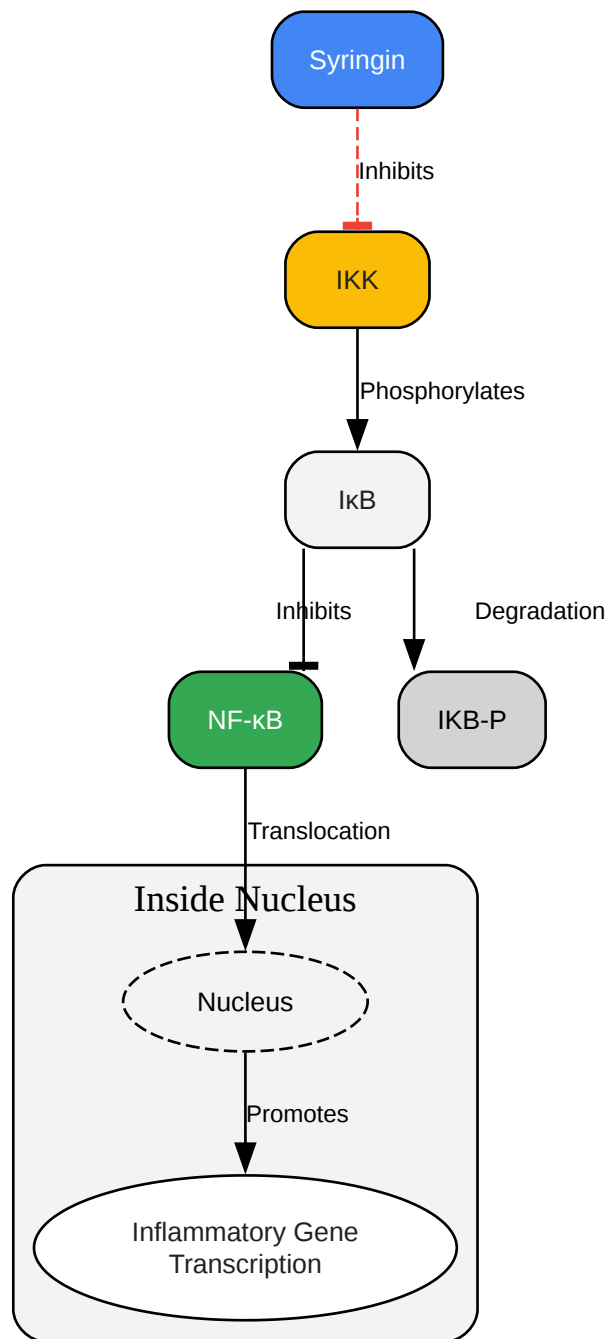 Syringin
Inhibits
IKK
Phosphorylates
IκB
Inhibits
Degradation
NF-κB
IKB-P
Translocation
Inside Nucleus
Nucleus
Promotes
Inflammatory Gene
Transcription